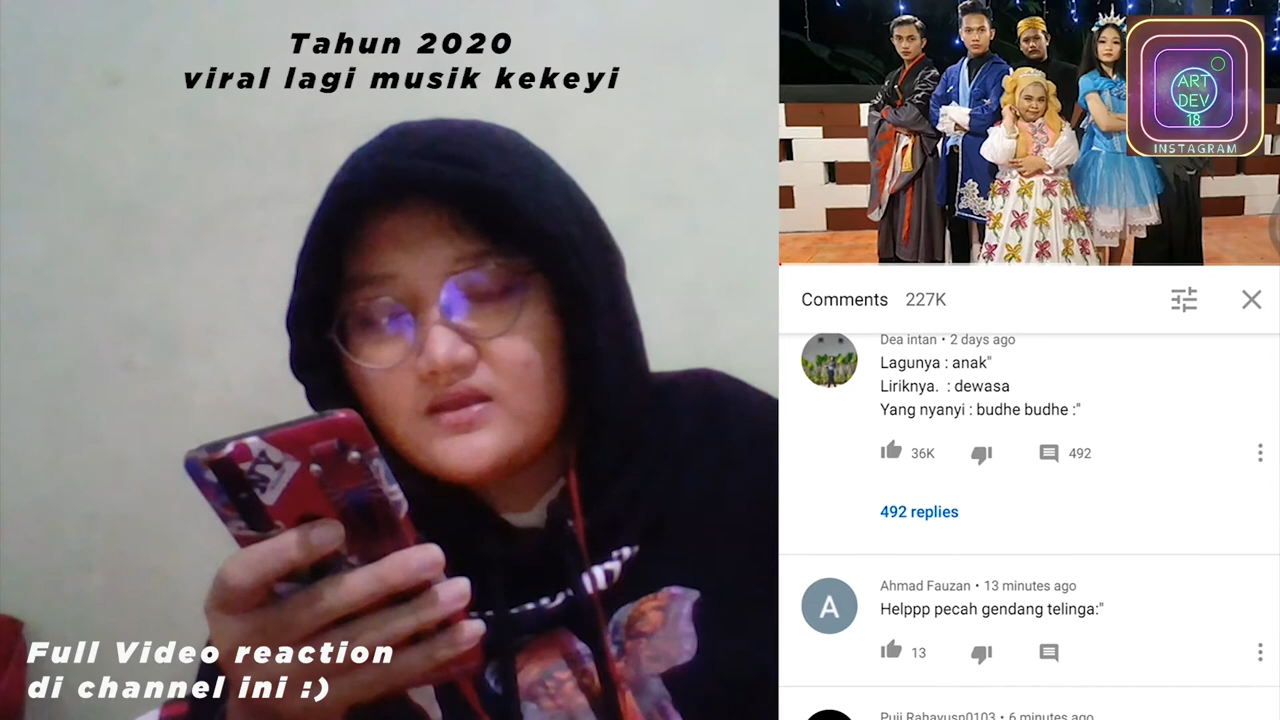 Tahun 2020
viral lagi musik kekeyi
ART
DEV
18
INSTAGRAM
Comments 227K
Dea intan • 2 days ago
Lagunya : anak"
Liriknya. : dewasa
Yang nyanyi : budhe budhe :"
36K 492
492 replies
A
Ahmad Fauzan • 13 minutes ago
Helppp pecah gendang telinga:"
13
NY
Full Video reaction
di channel ini :)